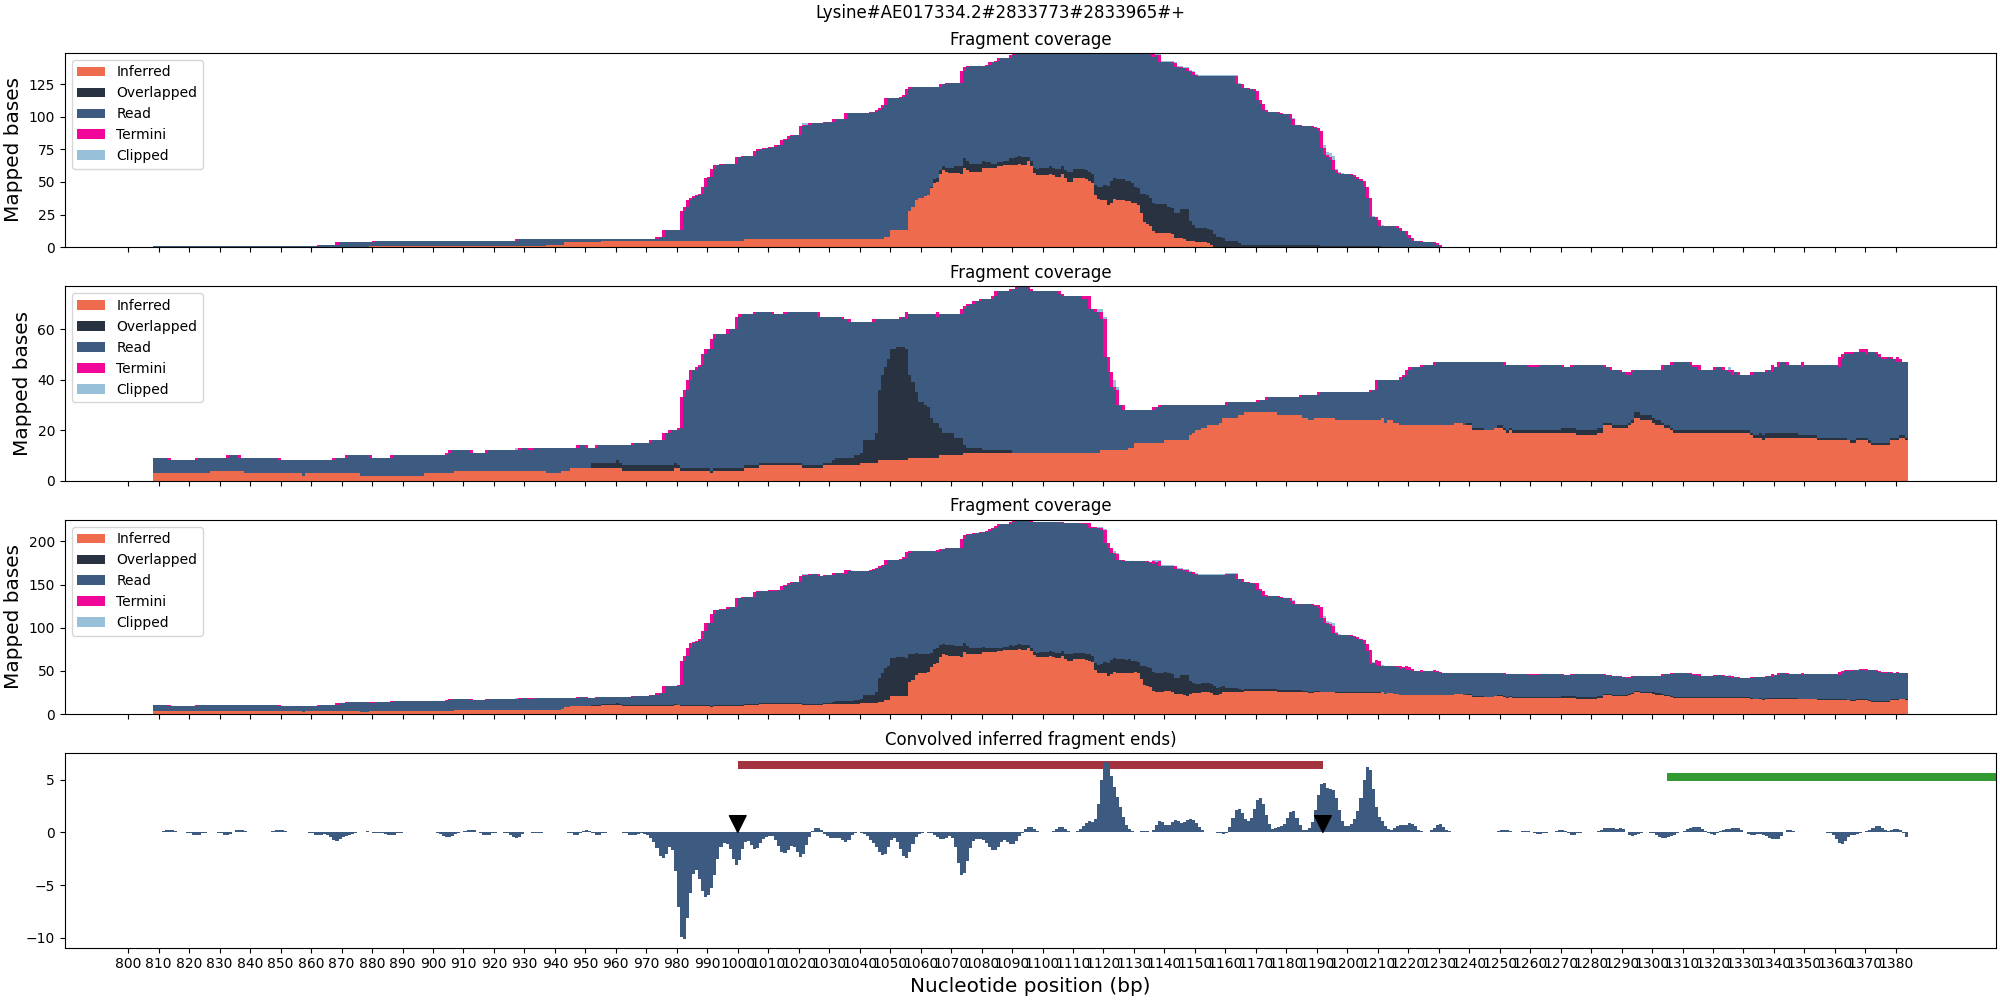 Lysine#AE017334.2#2833773#2833965#+
Fragment coverage
Mapped bases
125
100
75
50
25
0
Inferred
Overlapped
Read
Termini
Clipped
Fragment coverage
Mapped bases
60
40
20
0
Inferred
Overlapped
Read
Termini
Clipped
Fragment coverage
Mapped bases
200
150
100
50
0
Inferred
Overlapped
Read
Termini
Clipped
Convolved inferred fragment ends)
5
0
−5
−10
800 810 820 830 840 850 860 870 880 890 900 910 920 930 940 950 960 970 980 990 1000 1010 1020 1030 1040 1050 1060 1070 1080 1090 1100 1110 1120 1130 1140 1150 1160 1170 1180 1190 1200 1210 1220 1230 1240 1250 1260 1270 1280 1290 1300 1310 1320 1330 1340 1350 1360 1370 1380
Nucleotide position (bp)